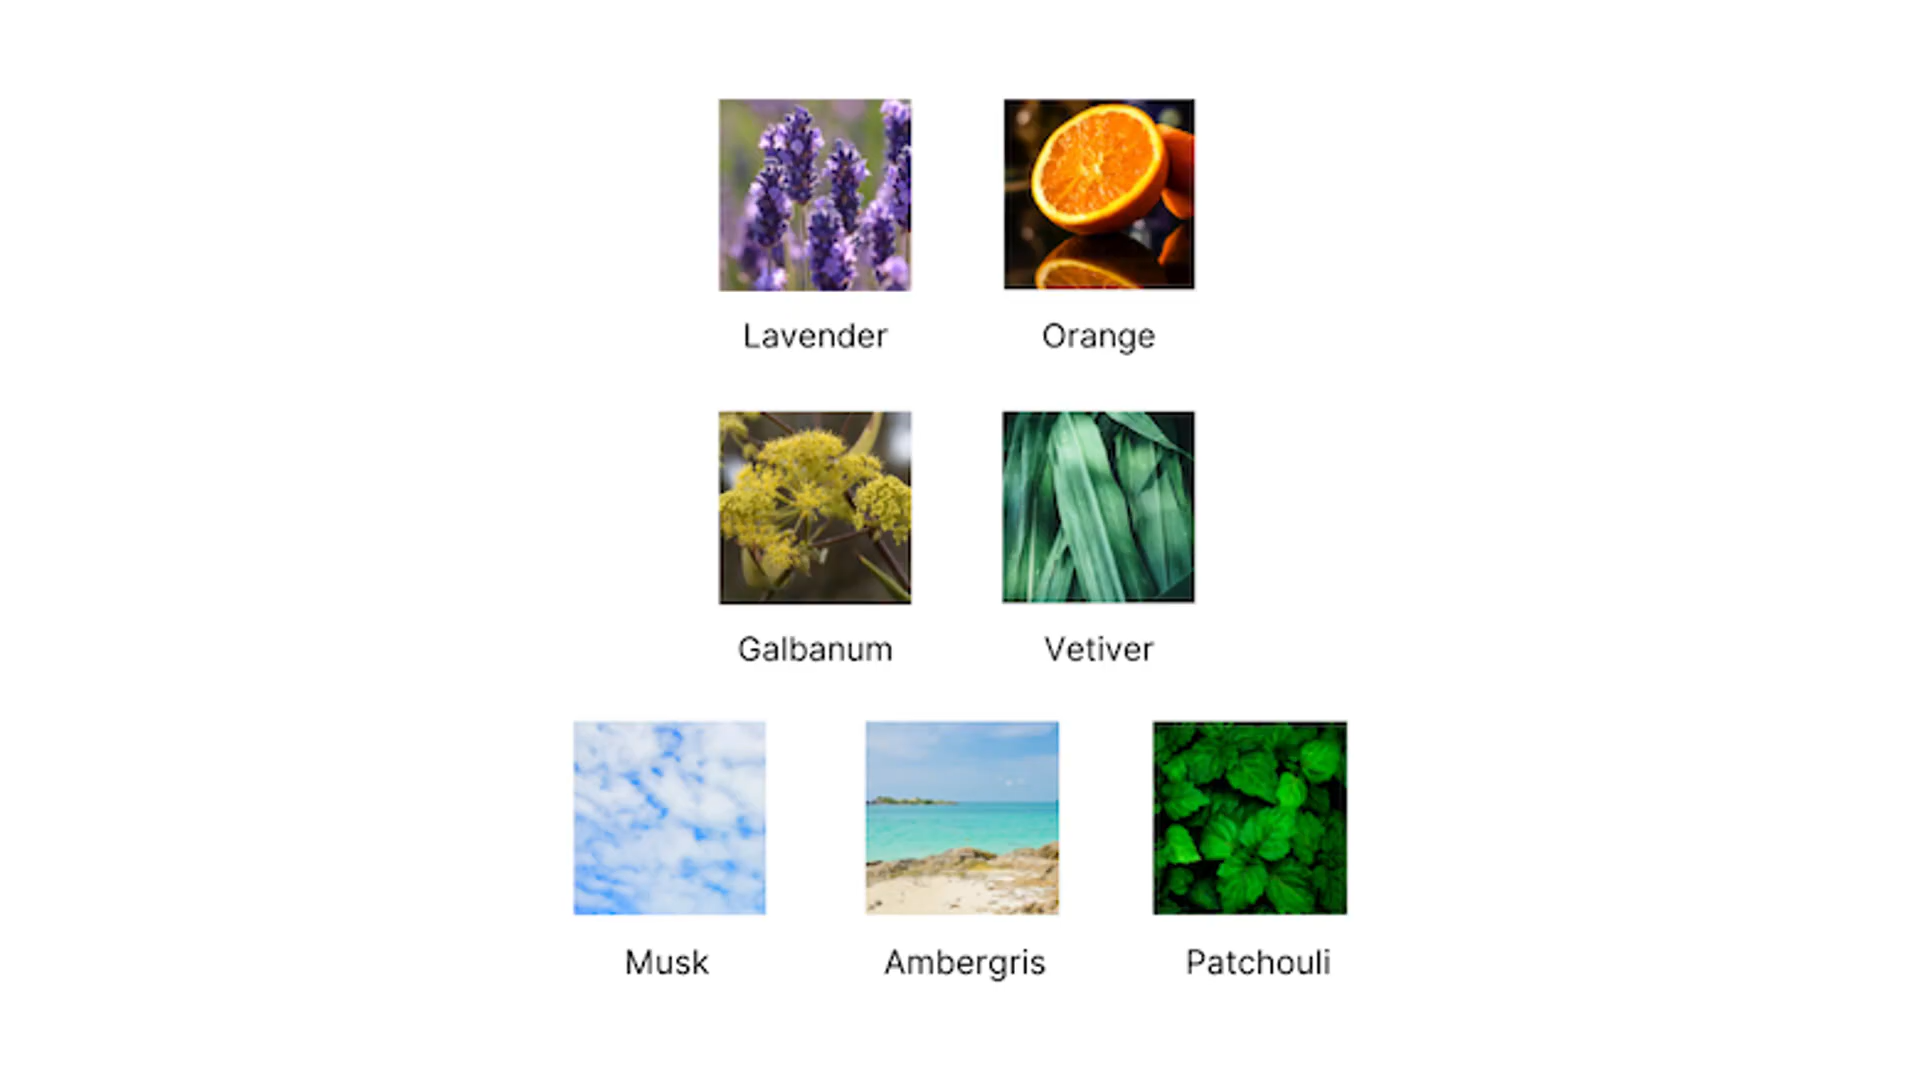 Lavender
Orange
Galbanum
Vetiver
Musk
Ambergris
Patchouli